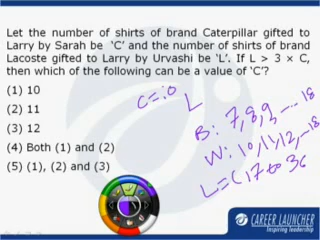 Let the number of shirts of brand Caterpillar gifted to
Larry by Sarah be 'C' and the number of shirts of brand
Lacoste gifted to Larry by Urvashi be 'L'. If L > 3 × C,
then which of the following can be a value of 'C'?
(1) 10
(2) 11
(3) 12
(4) Both (1) and (2)
(5) (1), (2) and (3)
C=10
L
B: 7,8,9, ... 18
W: 10,11,12,...18
L=(17 to 36
CAREER LAUNCHER
Inspiring leadership